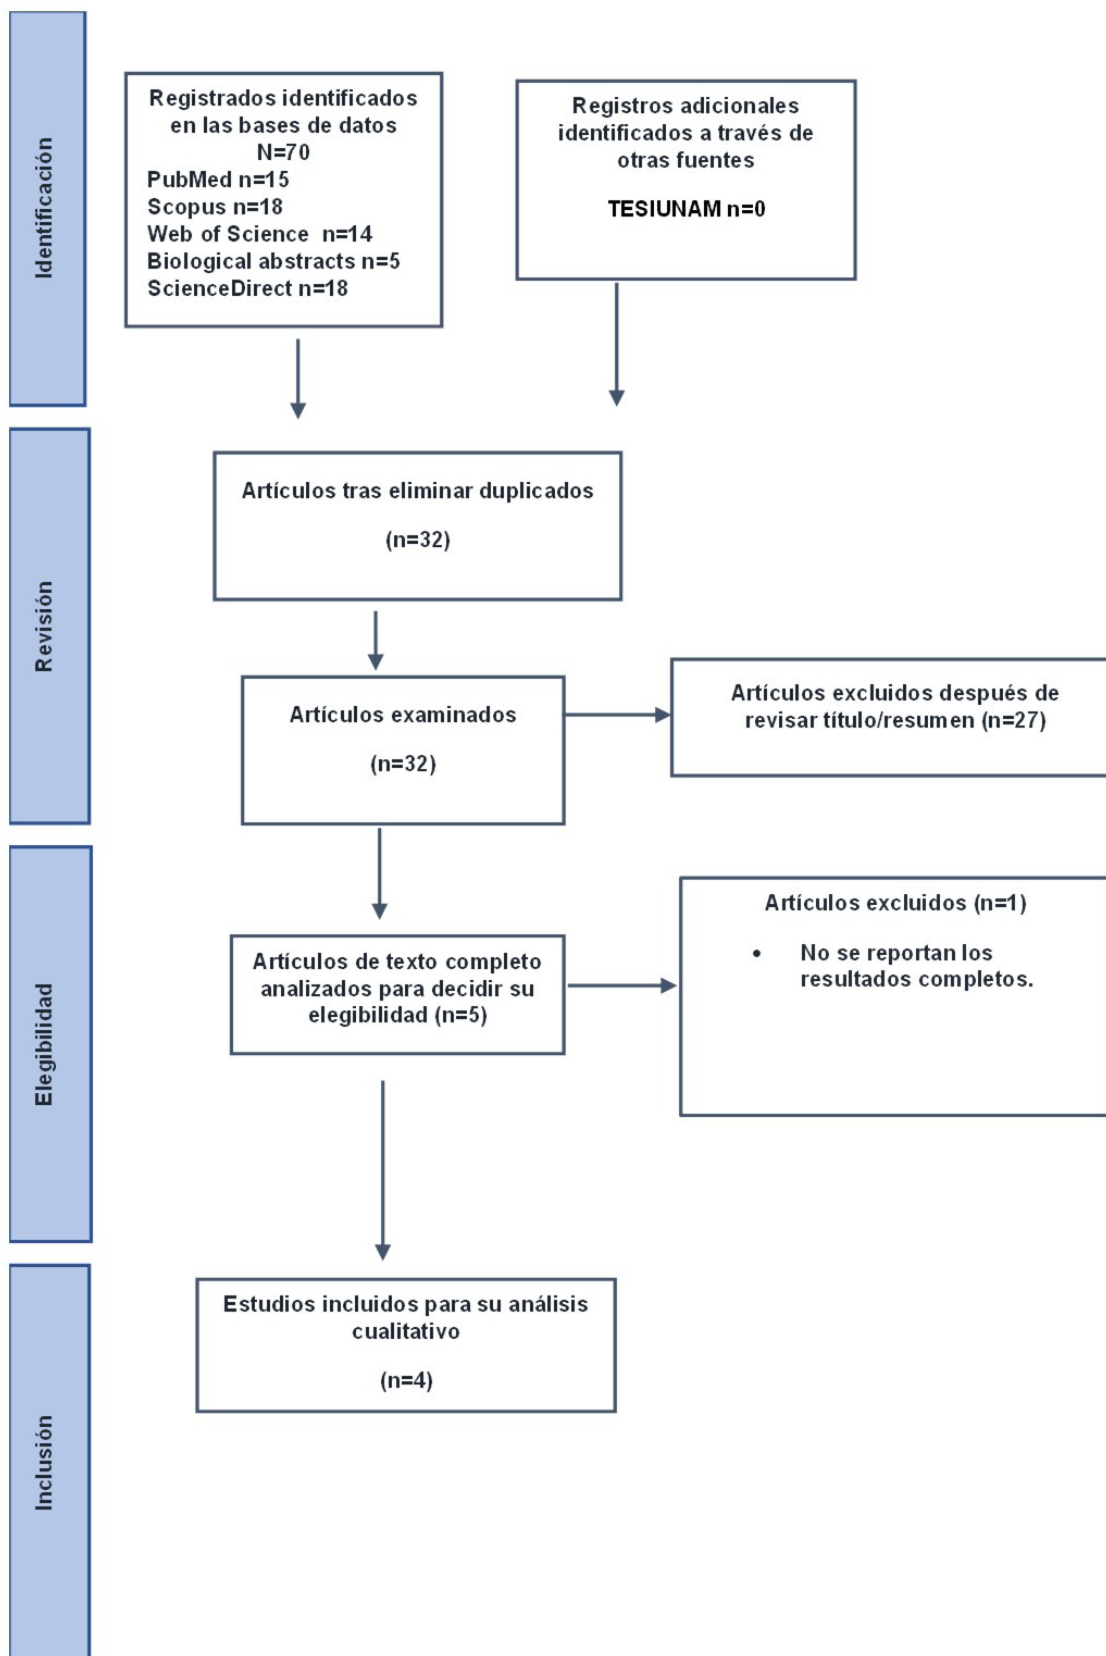 Identificación
Registrados identificados
en las bases de datos
N=70
PubMed n=15
Scopus n=18
Web of Science n=14
Biological abstracts n=5
ScienceDirect n=18
Registros adicionales
identificados a través de
otras fuentes
TESIUNAM n=0
Revisión
Artículos tras eliminar duplicados
(n=32)
Artículos examinados
(n=32)
Artículos excluidos después de
revisar título/resumen (n=27)
Elegibilidad
Artículos de texto completo
analizados para decidir su
elegibilidad (n=5)
Artículos excluidos (n=1)
• No se reportan los
resultados completos.
Inclusión
Estudios incluidos para su análisis
cualitativo
(n=4)